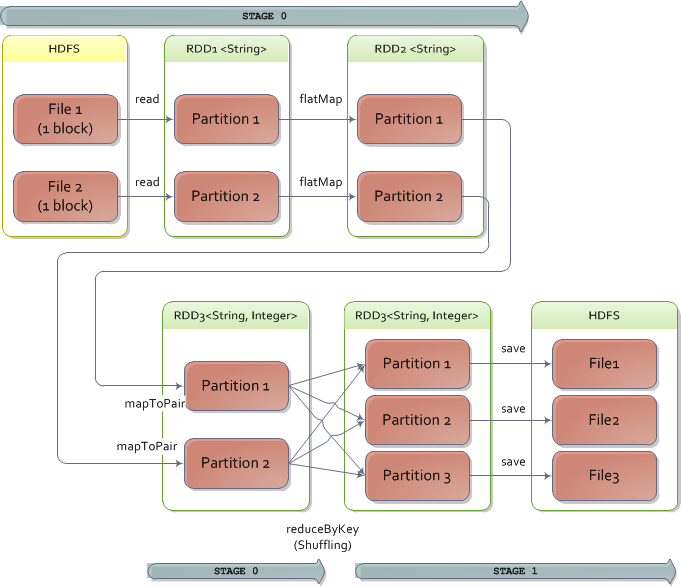 STAGE 0
HDFS
RDD1 <String>
RDD2 <String>
File 1
(1 block)
read
Partition 1
flatMap
Partition 1
File 2
(1 block)
read
Partition 2
flatMap
Partition 2
RDD3<String, Integer>
RDD3<String, Integer>
HDFS
Partition 1
mapToPair
mapToPair
Partition 2
Partition 1
save
File1
Partition 2
save
File2
Partition 3
save
File3
reduceByKey
(Shuffling)
STAGE 0
STAGE 1